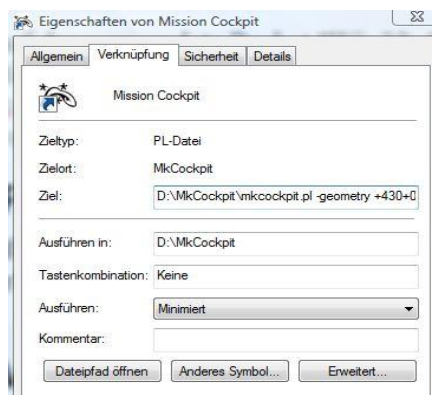 Eigenschaften von Mission Cockpit
Allgemein Verknüpfung Sicherheit Details
Mission Cockpit
Zieltyp: PL-Datei
Zielort: MkCockpit
Ziel: D:\MkCockpit\mkcockpit.pl -geometry +430+0
Ausführen in: D:\MkCockpit
Tastenkombination: Keine
Ausführen: Minimiert
Kommentar:
Dateipfad öffnen Anderes Symbol... Erweitert...